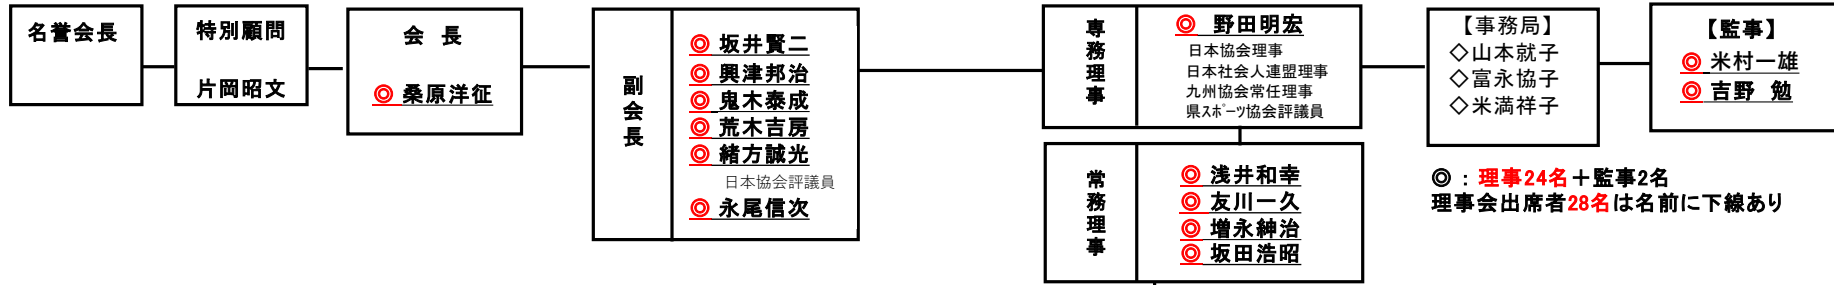 名誉会長
特別顧問
片岡昭文
会 長
◎ 桑原洋征
副会長
◎ 坂井賢二
◎ 興津邦治
◎ 鬼木泰成
◎ 荒木吉房
◎ 緒方誠光
日本協会評議員
◎ 永尾信次
専務理事
◎ 野田明宏
日本協会理事
日本社会人連盟理事
九州協会常任理事
県スポーツ協会評議員
常務理事
◎ 浅井和幸
◎ 友川一久
◎ 増永紳治
◎ 坂田浩昭
【事務局】
◇山本就子
◇富永協子
◇米満祥子
【監事】
◎ 米村一雄
◎ 吉野 勉
◎ : 理事24名+監事2名
理事会出席者28名は名前に下線あり